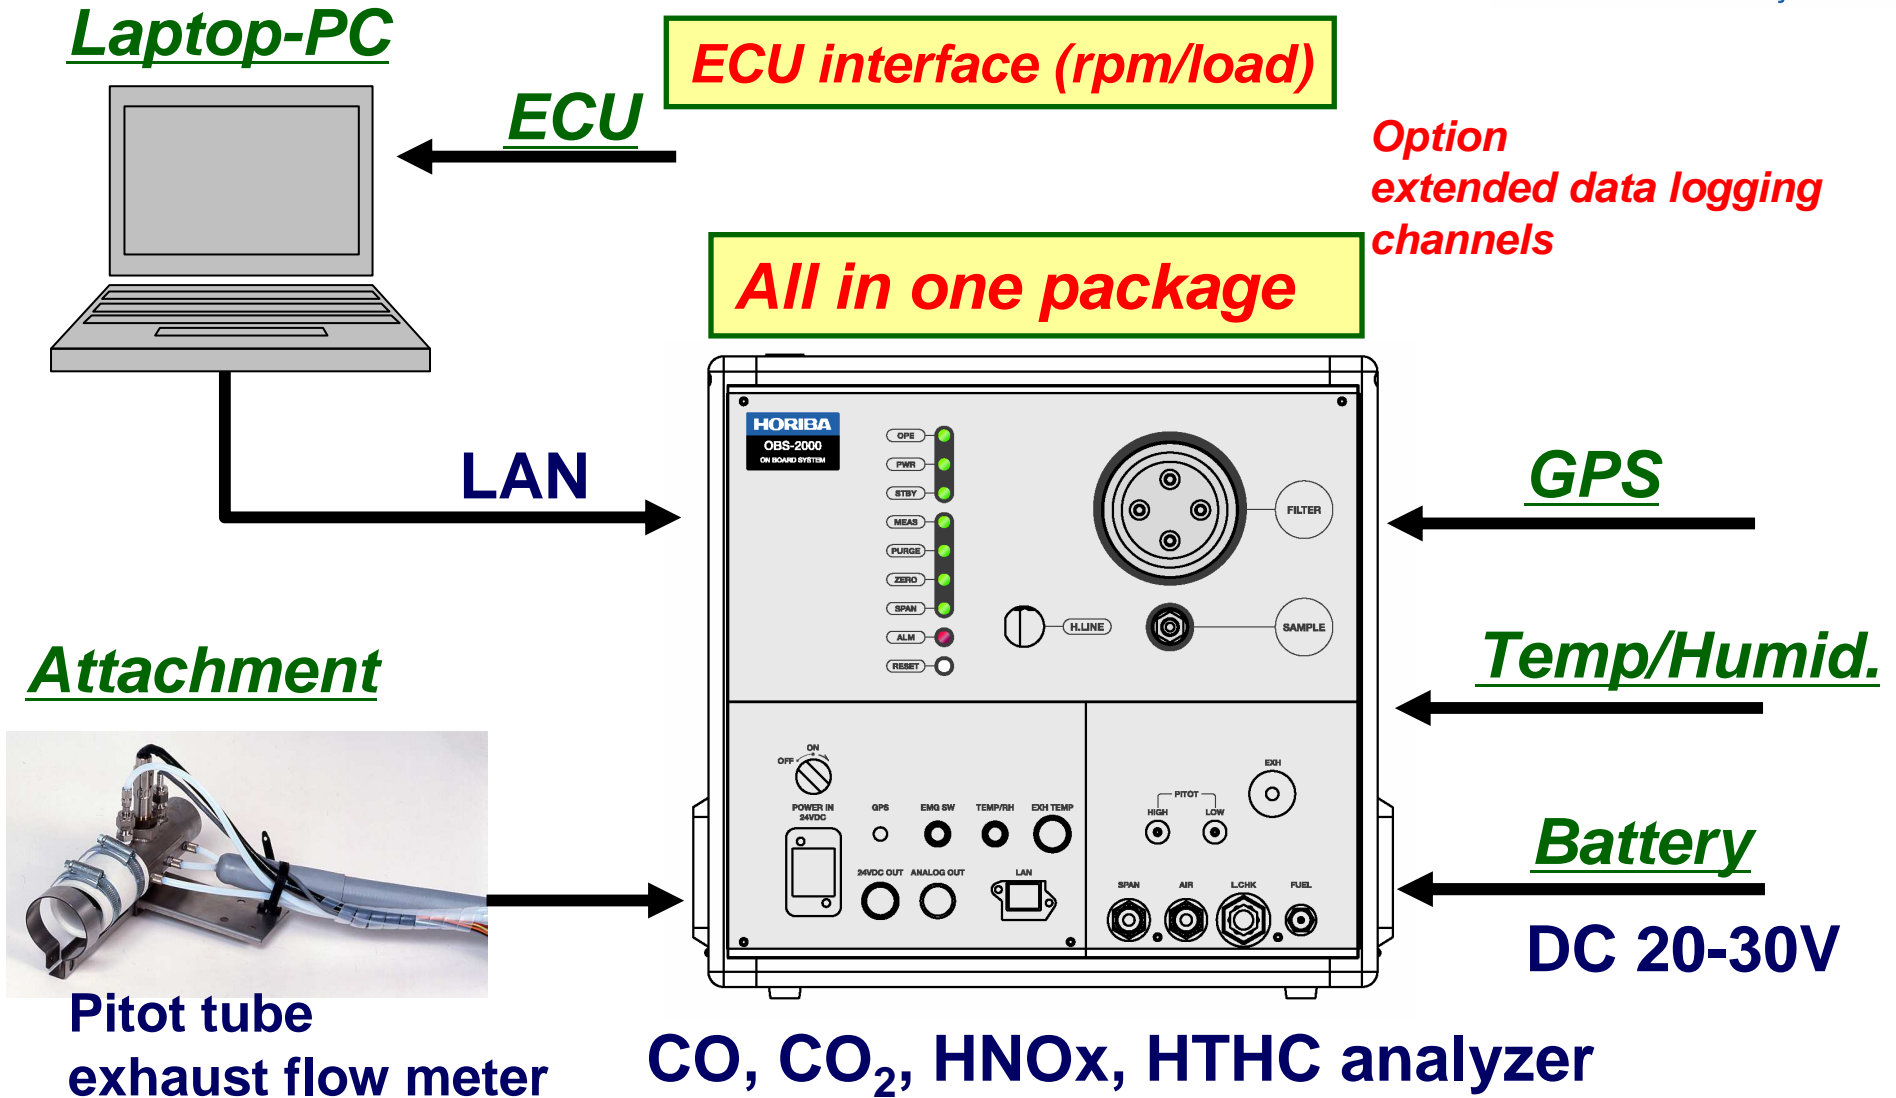 Laptop-PC
ECU interface (rpm/load)
ECU
Option
extended data logging
channels
All in one package
HORIBA
OBS-2000
ON BOARD SYSTEM
OPE
PWR
STBY
MEAS
PURGE
ZERO
SPAN
ALM
RESET
FILTER
H.LINE
SAMPLE
LAN
GPS
Temp/Humid.
Attachment
ON
OFF
POWER IN
24VDC
GPS
EMG SW
TEMP/RH
EXH TEMP
24VDC OUT
ANALOG OUT
LAN
EXH
PITOT
HIGH
LOW
SPAN
AIR
L.CHK
FUEL
Battery
DC 20-30V
Pitot tube
exhaust flow meter
CO, CO₂, HNOx, HTHC analyzer